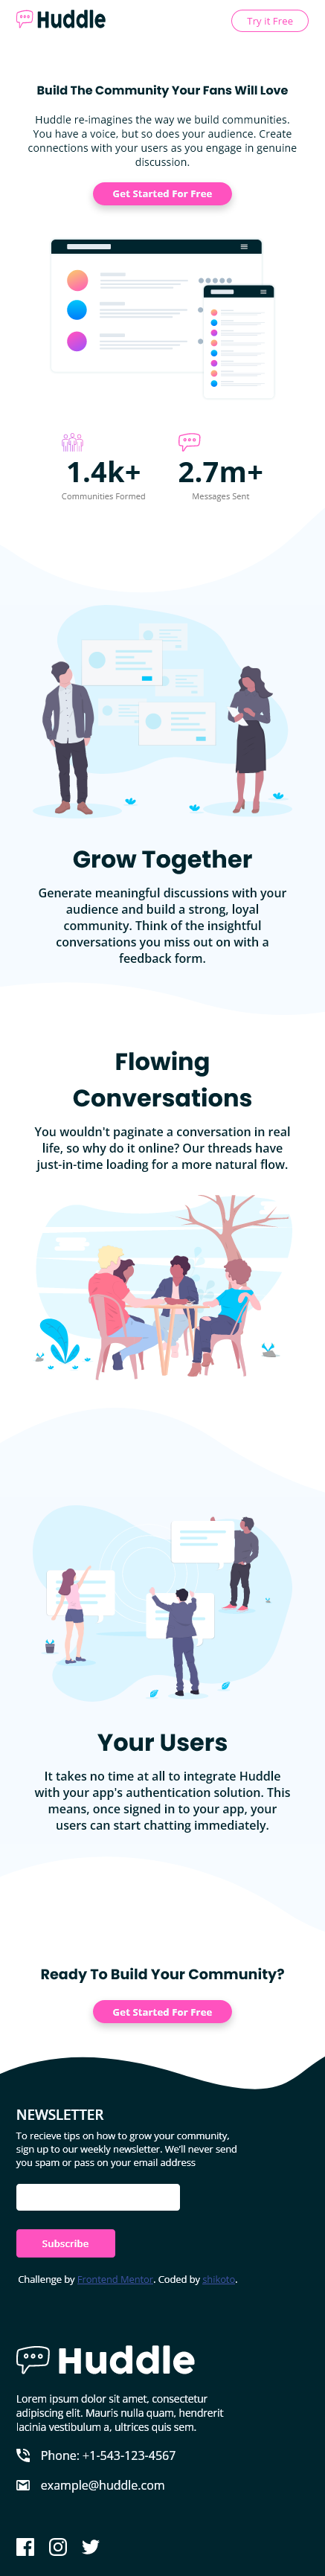 Huddle
Try it Free
Build The Community Your Fans Will Love
Huddle re-imagines the way we build communities.
You have a voice, but so does your audience. Create
connections with your users as you engage in genuine
discussion.
Get Started For Free
1.4k+
Communities Formed
2.7m+
Messages Sent
Grow Together
Generate meaningful discussions with your
audience and build a strong, loyal
community. Think of the insightful
conversations you miss out on with a
feedback form.
Flowing
Conversations
You wouldn't paginate a conversation in real
life, so why do it online? Our threads have
just-in-time loading for a more natural flow.
Your Users
It takes no time at all to integrate Huddle
with your app's authentication solution. This
means, once signed in to your app, your
users can start chatting immediately.
Ready To Build Your Community?
Get Started For Free
NEWSLETTER
To recieve tips on how to grow your community,
sign up to our weekly newsletter. We'll never send
you spam or pass on your email address
Subscribe
Challenge by Frontend Mentor. Coded by shikoto.
Huddle
Lorem ipsum dolor sit amet, consectetur
adipiscing elit. Mauris nulla quam, hendrerit
lacinia vestibulum a, ultrices quis sem.
Phone: +1-543-123-4567
example@huddle.com